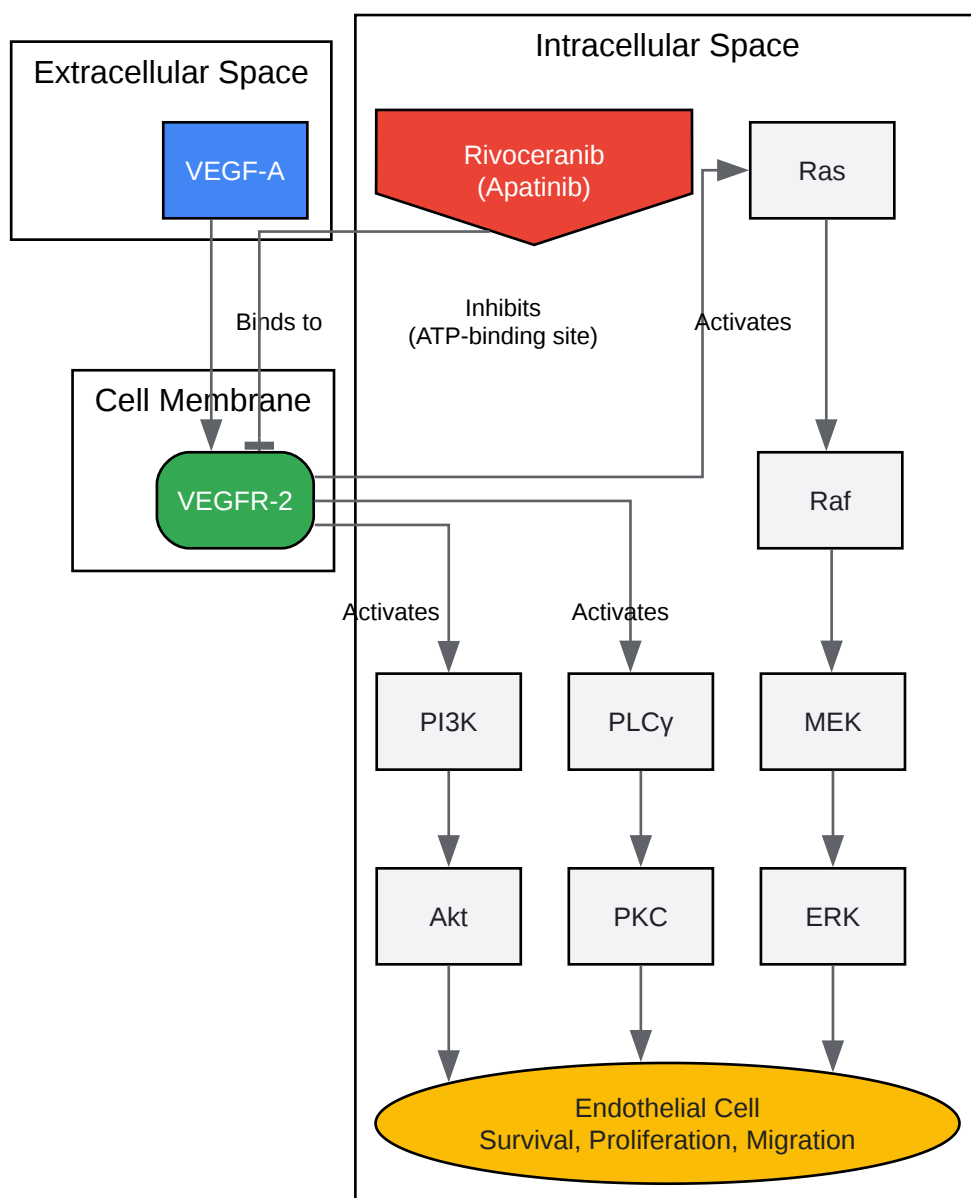 Intracellular Space
Extracellular Space
VEGF-A
Rivoceranib
(Apatinib)
Ras
Binds to
Inhibits
(ATP-binding site)
Activates
Cell Membrane
VEGFR-2
Raf
Activates
Activates
PI3K
PLCγ
MEK
Akt
PKC
ERK
Endothelial Cell
Survival, Proliferation, Migration